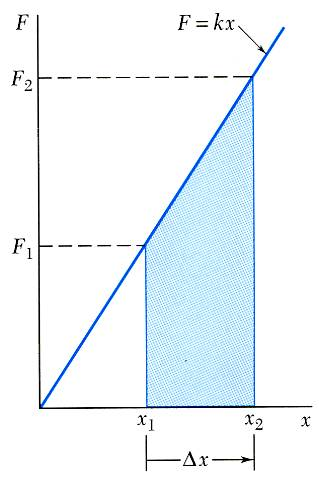 F
F = kx
F₂
F₁
x₁ x₂ x
Δx